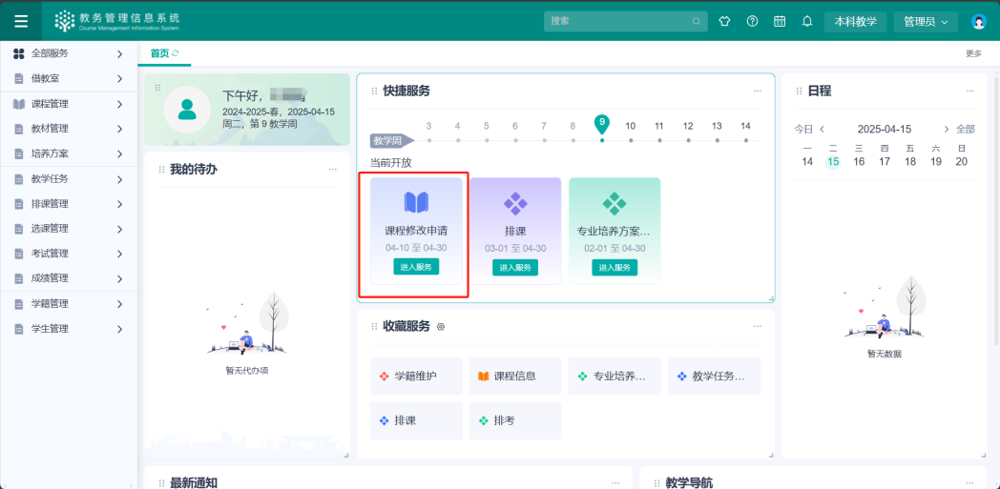 教务管理信息系统
Course Management Information System
搜索
本科教学
管理员
全部服务
借教室
课程管理
教材管理
培养方案
教学任务
排课管理
选课管理
考试管理
成绩管理
学籍管理
学生管理
首页
更多
下午好，
2024-2025-春，2025-04-15
周二，第 9 教学周
我的待办
暂无代办项
快捷服务
3 4 5 6 7 8 9 10 11 12 13 14
教学周
当前开放
课程修改申请
04-10 至 04-30
进入服务
排课
03-01 至 04-30
进入服务
专业培养方案...
02-01 至 04-30
进入服务
收藏服务
学籍维护
课程信息
专业培养...
教学任务...
排课
排考
日程
今日 < 2025-04-15 > 全部
一 二 三 四 五 六 日
14 15 16 17 18 19 20
暂无数据
最新通知
教学导航